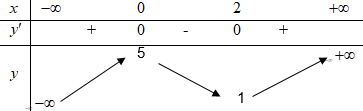 x −∞ 0 2 +∞
y′ + 0 - 0 +
5 +∞
y
1
−∞